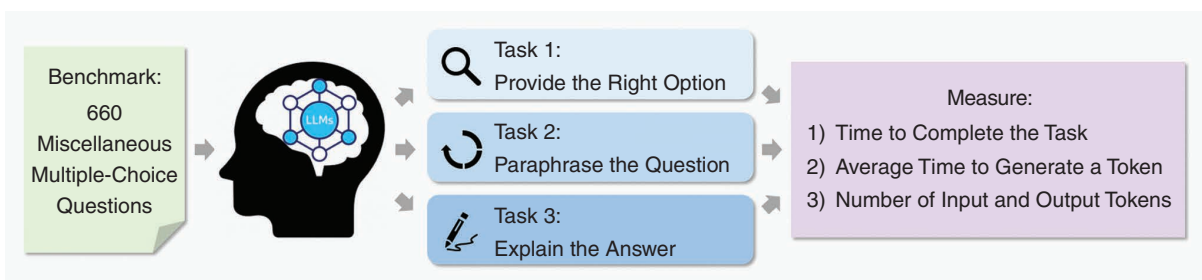 Benchmark:
660
Miscellaneous
Multiple-Choice
Questions
LLMs
Task 1:
Provide the Right Option
Task 2:
Paraphrase the Question
Task 3:
Explain the Answer
Measure:
1) Time to Complete the Task
2) Average Time to Generate a Token
3) Number of Input and Output Tokens